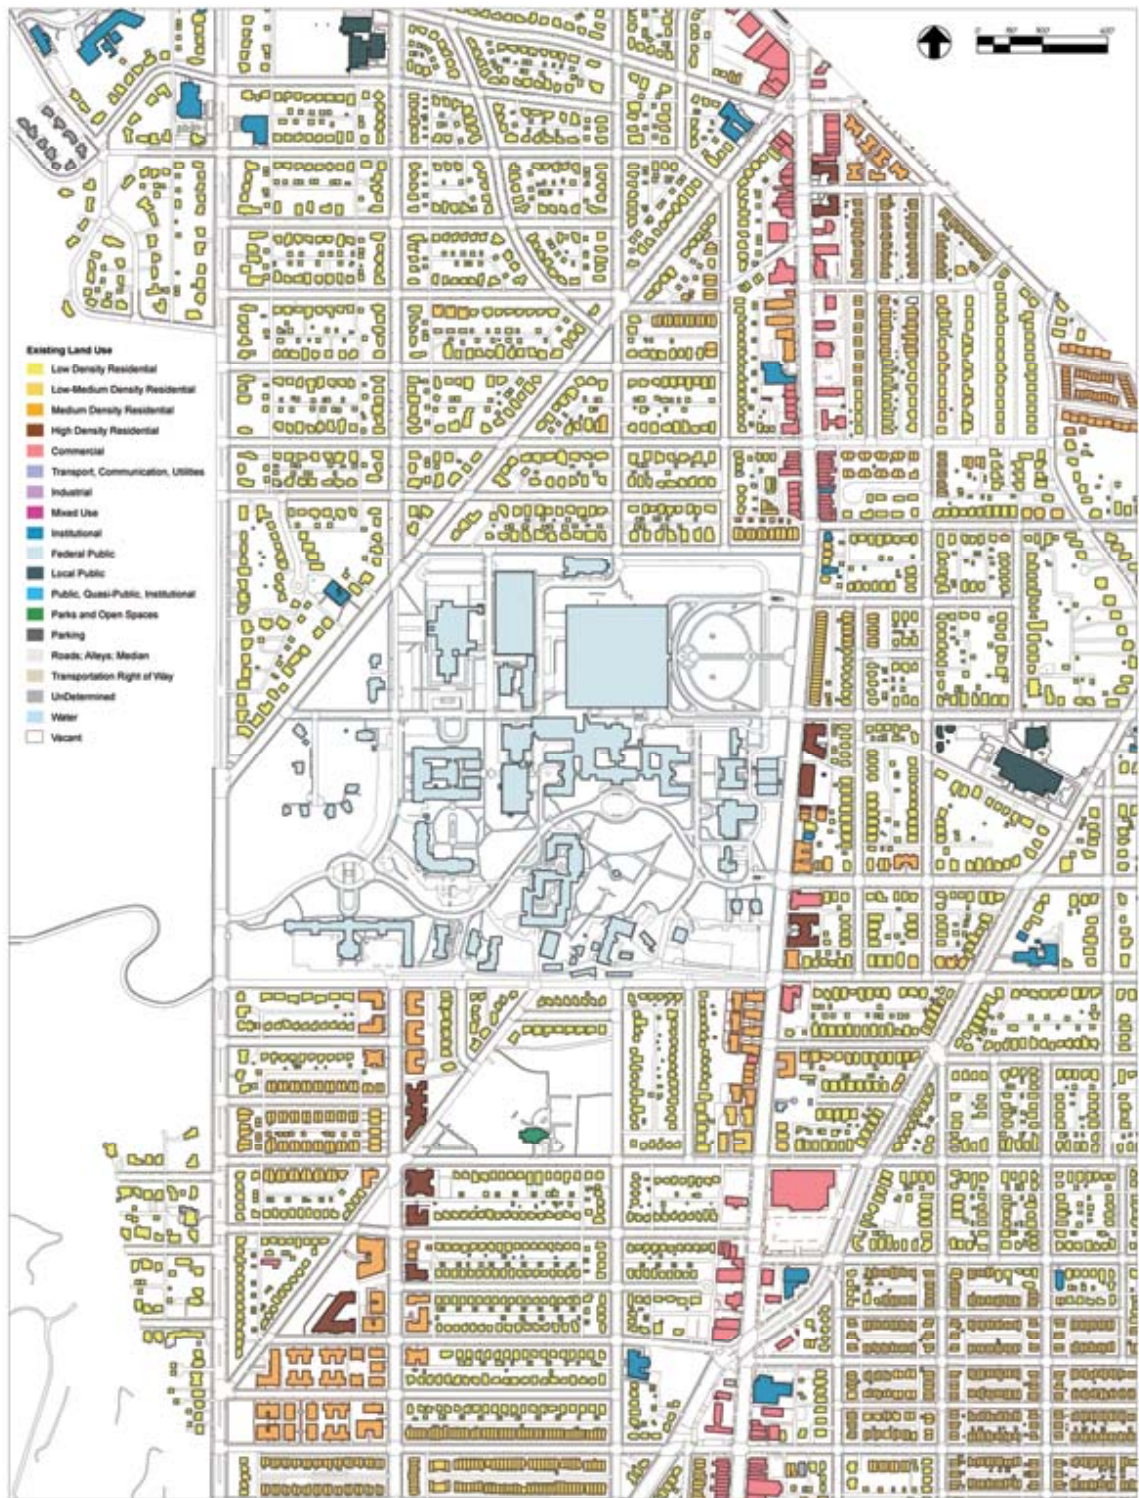 Existing Land Use
Low Density Residential
Low-Medium Density Residential
Medium Density Residential
High Density Residential
Commercial
Transport; Communication, Utilities
Industrial
Mixed Use
Institutional
Federal Public
Local Public
Public, Quasi-Public, Institutional
Parks and Open Spaces
Parking
Roads; Alleys; Median
Transportation Right of Way
UnDetermined
Water
Vacant